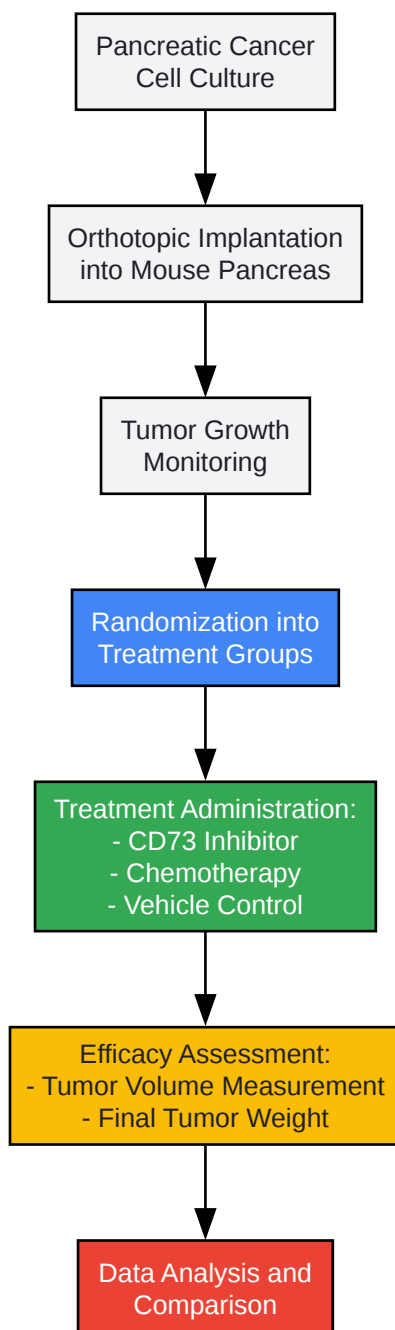 Pancreatic Cancer
Cell Culture
Orthotopic Implantation
into Mouse Pancreas
Tumor Growth
Monitoring
Randomization into
Treatment Groups
Treatment Administration:
- CD73 Inhibitor
- Chemotherapy
- Vehicle Control
Efficacy Assessment:
- Tumor Volume Measurement
- Final Tumor Weight
Data Analysis and
Comparison